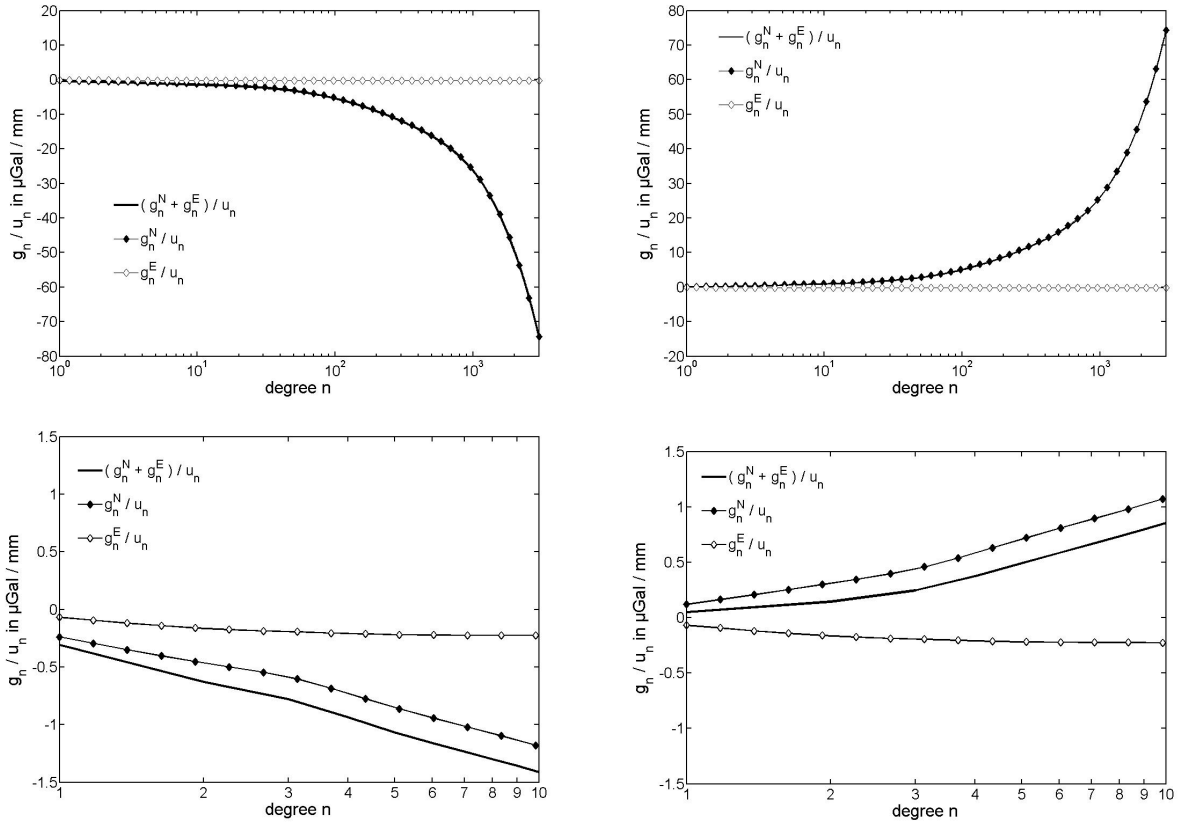 20
10
0
-10
-20
-30
-40
-50
-60
-70
-80
g_n / u_n in µGal / mm
( g_n^N + g_n^E ) / u_n
g_n^N / u_n
g_n^E / u_n
10^0 10^1 10^2 10^3
degree n
80
70
60
50
40
30
20
10
0
-10
-20
g_n / u_n in µGal / mm
( g_n^N + g_n^E ) / u_n
g_n^N / u_n
g_n^E / u_n
10^0 10^1 10^2 10^3
degree n
1.5
1
0.5
0
-0.5
-1
-1.5
g_n / u_n in µGal / mm
( g_n^N + g_n^E ) / u_n
g_n^N / u_n
g_n^E / u_n
1 2 3 4 5 6 7 8 9 10
degree n
1.5
1
0.5
0
-0.5
-1
-1.5
g_n / u_n in µGal / mm
( g_n^N + g_n^E ) / u_n
g_n^N / u_n
g_n^E / u_n
1 2 3 4 5 6 7 8 9 10
degree n